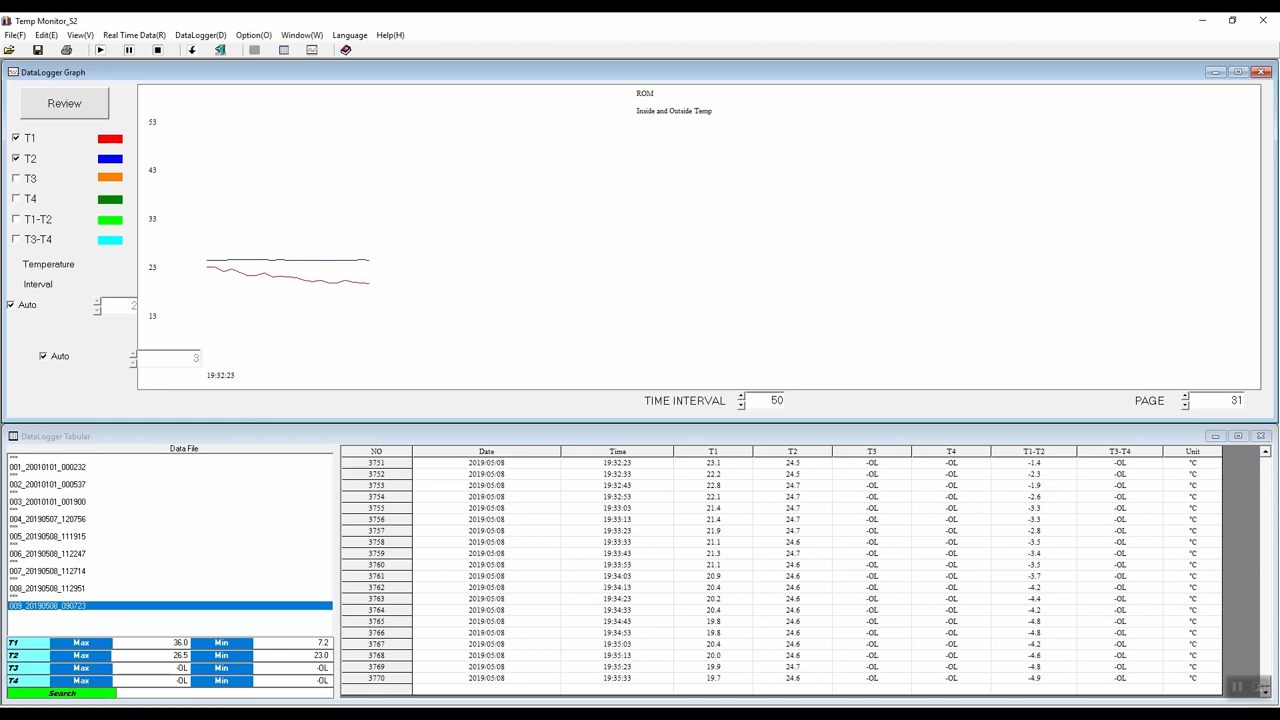 Temp Monitor_S2
File(F) Edit(E) View(V) Real Time Data(R) DataLogger(D) Option(O) Window(W) Language Help(H)
DataLogger Graph
Review
T1
T2
T3
T4
T1-T2
T3-T4
Temperature
Interval
Auto 2
Auto 3
ROM
Inside and Outside Temp
53
43
33
23
13
19:32:23
TIME INTERVAL 50 PAGE 31
DataLogger Tabular
Data File
001_20010101_000232
002_20010101_000537
003_20010101_001900
004_20190507_120756
005_20190508_111915
006_20190508_112247
007_20190508_112714
008_20190508_112951
009_20190508_090723
T1 Max 36.0 Min 7.2
T2 Max 26.5 Min 23.0
T3 Max -OL Min -OL
T4 Max -OL Min -OL
Search
NO Date Time T1 T2 T3 T4 T1-T2 T3-T4 Unit
3751 2019/05/08 19:32:23 23.1 24.5 -OL -OL -1.4 -OL °C
3752 2019/05/08 19:32:33 22.2 24.5 -OL -OL -2.3 -OL °C
3753 2019/05/08 19:32:43 22.8 24.7 -OL -OL -1.9 -OL °C
3754 2019/05/08 19:32:53 22.1 24.7 -OL -OL -2.6 -OL °C
3755 2019/05/08 19:33:03 21.4 24.7 -OL -OL -3.3 -OL °C
3756 2019/05/08 19:33:13 21.4 24.7 -OL -OL -3.3 -OL °C
3757 2019/05/08 19:33:23 21.9 24.7 -OL -OL -2.8 -OL °C
3758 2019/05/08 19:33:33 21.1 24.6 -OL -OL -3.5 -OL °C
3759 2019/05/08 19:33:43 21.3 24.7 -OL -OL -3.4 -OL °C
3760 2019/05/08 19:33:53 21.1 24.6 -OL -OL -3.5 -OL °C
3761 2019/05/08 19:34:03 20.9 24.6 -OL -OL -3.7 -OL °C
3762 2019/05/08 19:34:13 20.4 24.6 -OL -OL -4.2 -OL °C
3763 2019/05/08 19:34:23 20.2 24.6 -OL -OL -4.4 -OL °C
3764 2019/05/08 19:34:33 20.4 24.6 -OL -OL -4.2 -OL °C
3765 2019/05/08 19:34:43 19.8 24.6 -OL -OL -4.8 -OL °C
3766 2019/05/08 19:34:53 19.8 24.6 -OL -OL -4.8 -OL °C
3767 2019/05/08 19:35:03 20.4 24.6 -OL -OL -4.2 -OL °C
3768 2019/05/08 19:35:13 20.0 24.6 -OL -OL -4.6 -OL °C
3769 2019/05/08 19:35:23 19.9 24.7 -OL -OL -4.8 -OL °C
3770 2019/05/08 19:35:33 19.7 24.6 -OL -OL -4.9 -OL °C